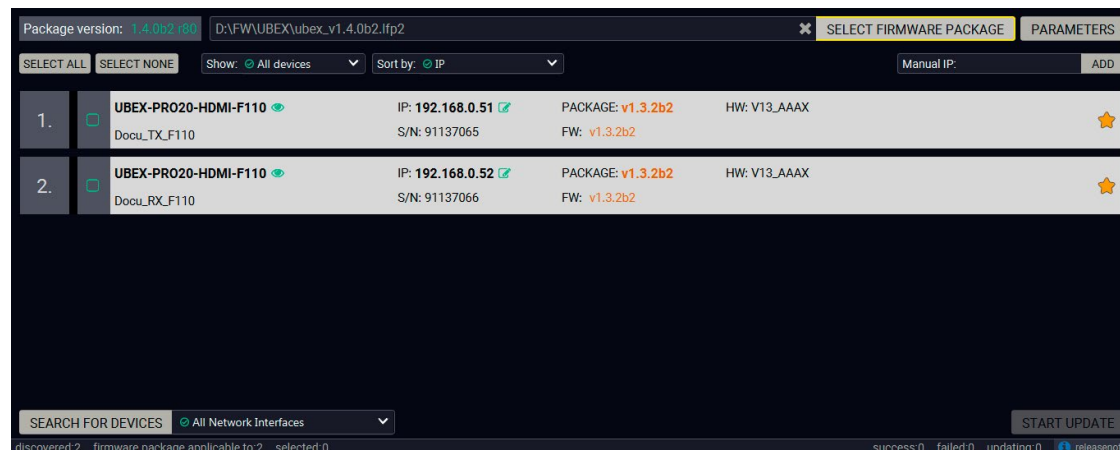 Package version: 1.4.0b2 r80 D:\FW\UBEX\ubex_v1.4.0b2.lfp2 SELECT FIRMWARE PACKAGE PARAMETERS
SELECT ALL SELECT NONE Show: All devices Sort by: IP Manual IP: ADD
1. UBEX-PRO20-HDMI-F110 IP: 192.168.0.51 PACKAGE: v1.3.2b2 HW: V13_AAAX
Docu_TX_F110 S/N: 91137065 FW: v1.3.2b2
2. UBEX-PRO20-HDMI-F110 IP: 192.168.0.52 PACKAGE: v1.3.2b2 HW: V13_AAAX
Docu_RX_F110 S/N: 91137066 FW: v1.3.2b2
SEARCH FOR DEVICES All Network Interfaces START UPDATE
discovered:2 firmware package applicable to:2 selected:0 success:0 failed:0 updating:0